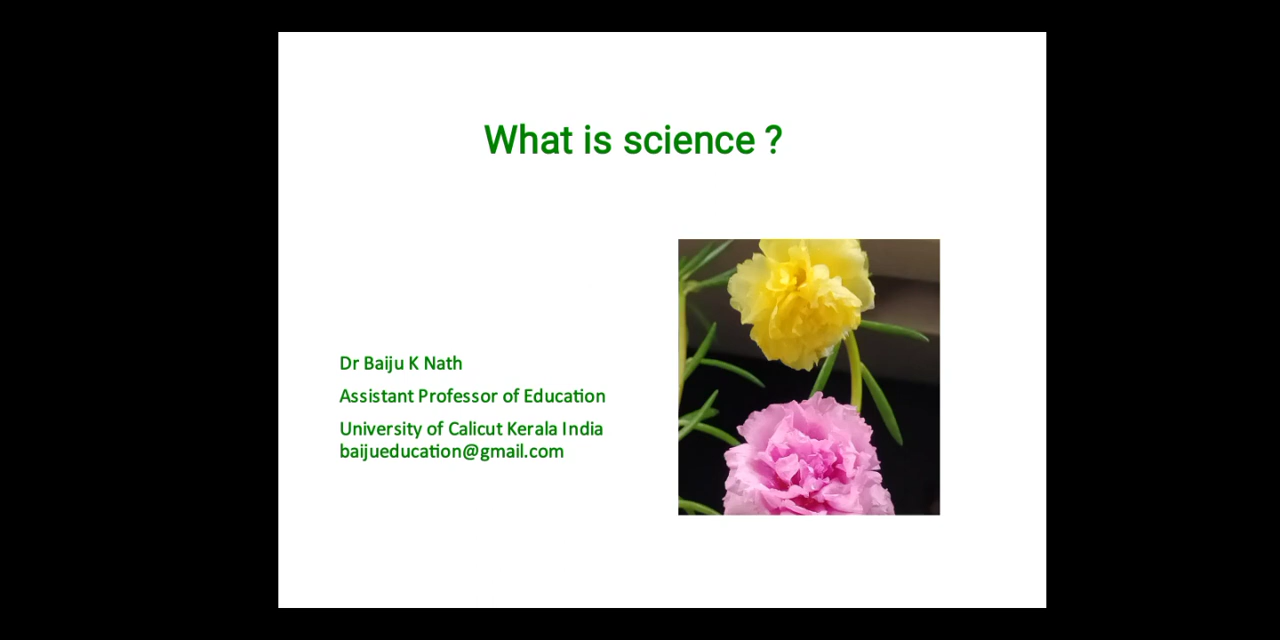 What is science ?
Dr Baiju K Nath
Assistant Professor of Education
University of Calicut Kerala India
baijueducation@gmail.com